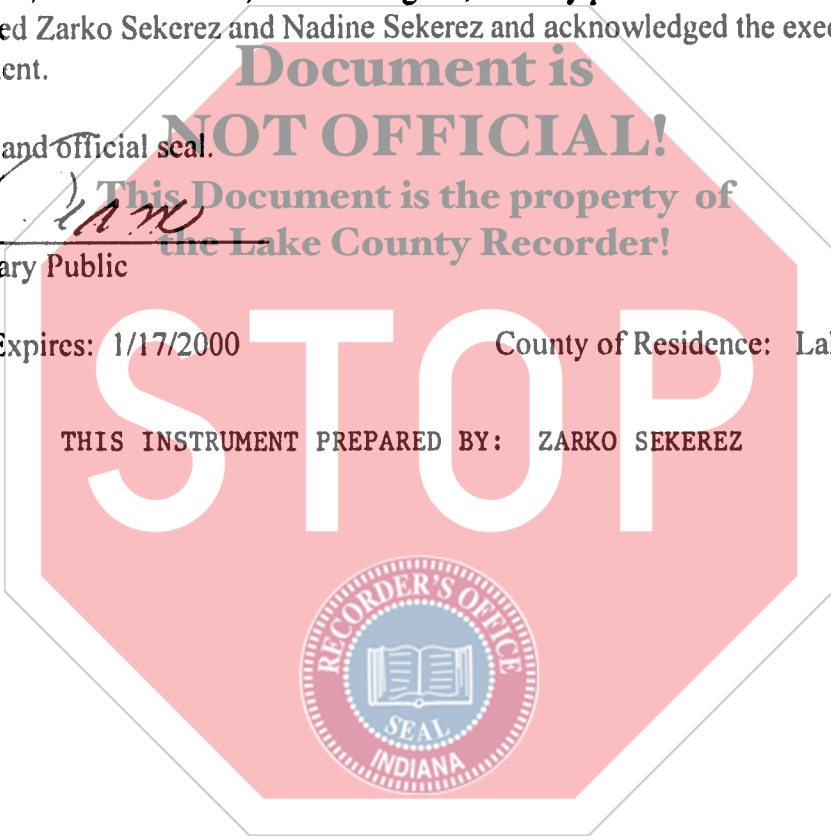 ed Zarko Sekerez and Nadine Sekerez and acknowledged the exec
ent.
Document is
and official seal.
NOT OFFICIAL!
This Document is the property of
the Lake County Recorder!
ary Public
Expires: 1/17/2000 County of Residence: Lak
STOP
THIS INSTRUMENT PREPARED BY: ZARKO SEKEREZ
RECORDER'S OFFICE
SEAL
INDIANA